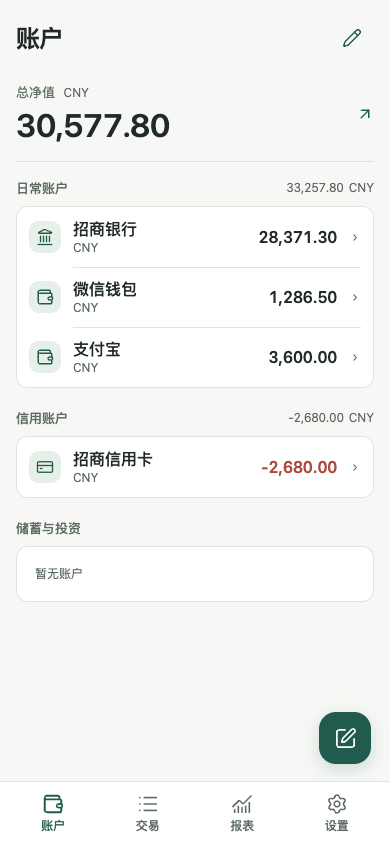 账户
总净值 CNY
30,577.80
日常账户 33,257.80 CNY
招商银行
CNY
28,371.30
微信钱包
CNY
1,286.50
支付宝
CNY
3,600.00
信用账户 -2,680.00 CNY
招商信用卡
CNY
-2,680.00
储蓄与投资
暂无账户
账户 交易 报表 设置